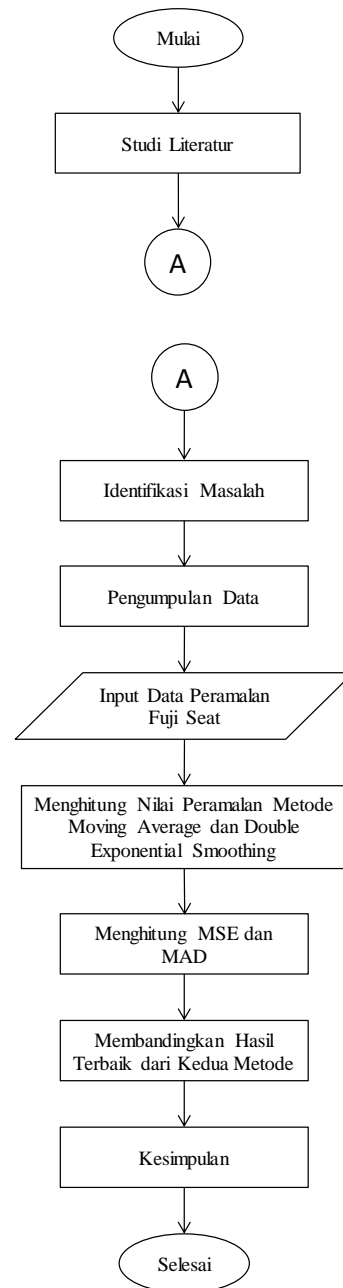 Mulai
Studi Literatur
A
A
Identifikasi Masalah
Pengumpulan Data
Input Data Peramalan
Fuji Seat
Menghitung Nilai Peramalan Metode
Moving Average dan Double
Exponential Smoothing
Menghitung MSE dan
MAD
Membandingkan Hasil
Terbaik dari Kedua Metode
Kesimpulan
Selesai